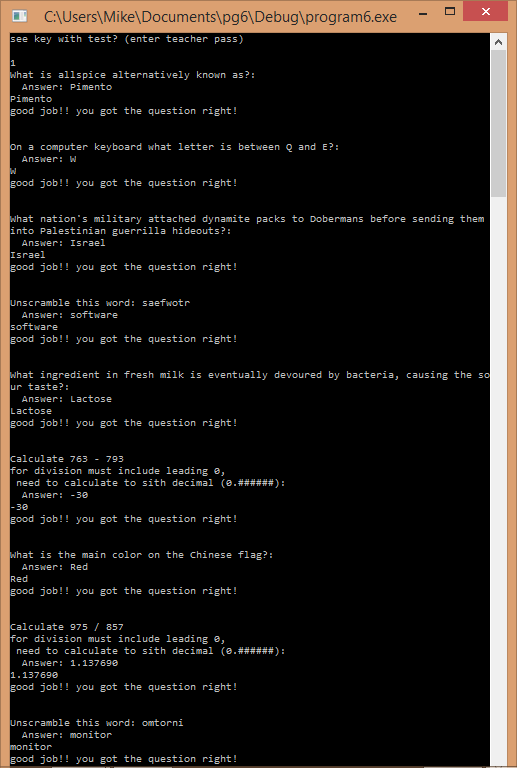 C:\Users\Mike\Documents\pg6\Debug\program6.exe
see key with test? (enter teacher pass)
1
What is allspice alternatively known as?:
Answer: Pimento
Pimento
good job!! you got the question right!
On a computer keyboard what letter is between Q and E?:
Answer: W
W
good job!! you got the question right!
What nation's military attached dynamite packs to Dobermans before sending them
into Palestinian guerrilla hideouts?:
Answer: Israel
Israel
good job!! you got the question right!
Unscramble this word: saefwotr
Answer: software
software
good job!! you got the question right!
What ingredient in fresh milk is eventually devoured by bacteria, causing the so
ur taste?:
Answer: Lactose
Lactose
good job!! you got the question right!
Calculate 763 - 793
for division must include leading 0,
need to calculate to sith decimal (0.######):
Answer: -30
-30
good job!! you got the question right!
What is the main color on the Chinese flag?:
Answer: Red
Red
good job!! you got the question right!
Calculate 975 / 857
for division must include leading 0,
need to calculate to sith decimal (0.######):
Answer: 1.137690
1.137690
good job!! you got the question right!
Unscramble this word: omtorni
Answer: monitor
monitor
good job!! you got the question right!